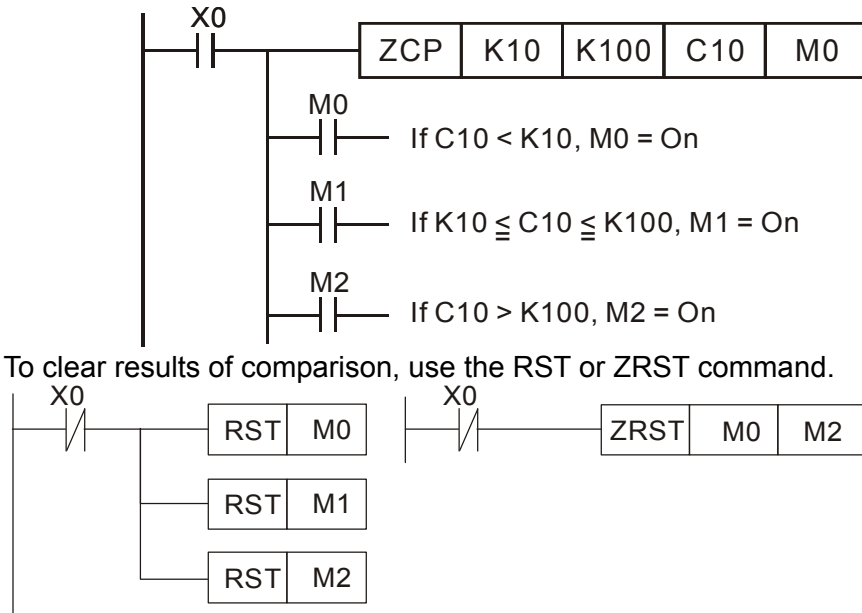 X0
ZCP K10 K100 C10 M0
M0
If C10 < K10, M0 = On
M1
If K10 ≦ C10 ≦ K100, M1 = On
M2
If C10 > K100, M2 = On
To clear results of comparison, use the RST or ZRST command.
X0
RST M0
RST M1
RST M2
X0
ZRST M0 M2